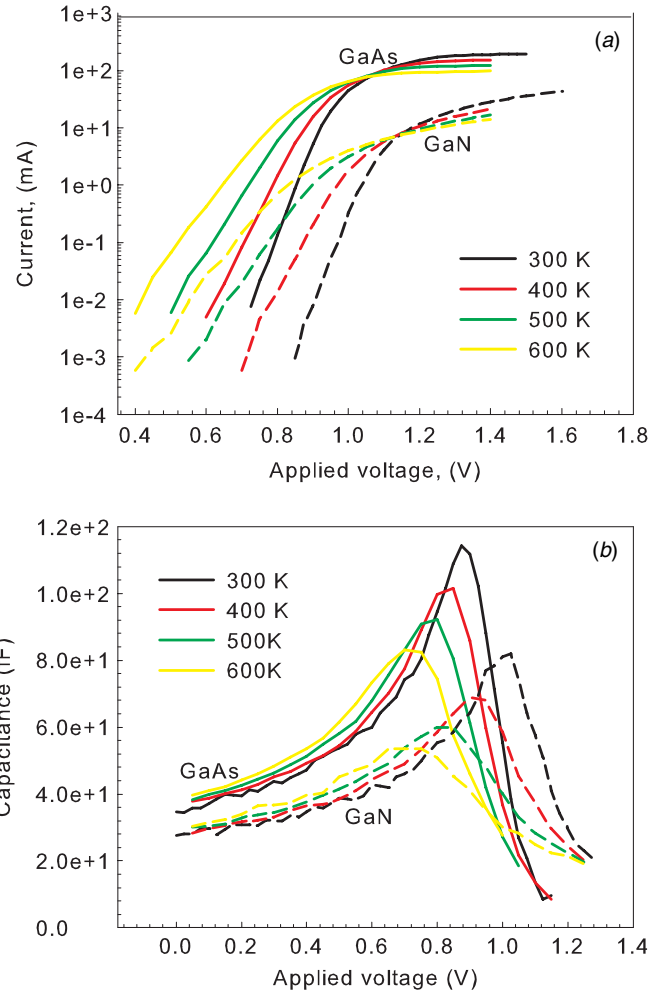 1e+3
1e+2
1e+1
1e+0
1e-1
1e-2
1e-3
1e-4
Current, (mA)
(a)
GaAs
GaN
300 K
400 K
500 K
600 K
0.4 0.6 0.8 1.0 1.2 1.4 1.6 1.8
Applied voltage, (V)
1.2e+2
1.0e+2
8.0e+1
6.0e+1
4.0e+1
2.0e+1
0.0
Capacitance (fF)
(b)
300 K
400 K
500K
600K
GaAs
GaN
0.0 0.2 0.4 0.6 0.8 1.0 1.2 1.4
Applied voltage (V)